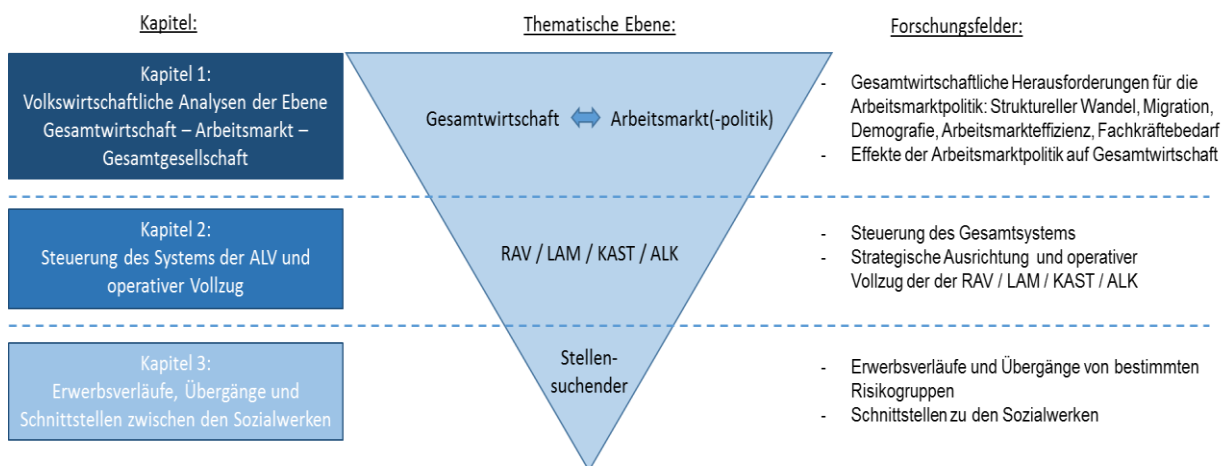 Kapitel:
Thematische Ebene:
Forschungsfelder:
Kapitel 1:
Volkswirtschaftliche Analysen der Ebene
Gesamtwirtschaft – Arbeitsmarkt –
Gesamtgesellschaft
Gesamtwirtschaft Arbeitsmarkt(-politik)
- Gesamtwirtschaftliche Herausforderungen für die
Arbeitsmarktpolitik: Struktureller Wandel, Migration,
Demografie, Arbeitsmarkteffizienz, Fachkräftebedarf
- Effekte der Arbeitsmarktpolitik auf Gesamtwirtschaft
Kapitel 2:
Steuerung des Systems der ALV und
operativer Vollzug
RAV / LAM / KAST / ALK
- Steuerung des Gesamtsystems
- Strategische Ausrichtung und operativer
Vollzug der der RAV / LAM / KAST / ALK
Kapitel 3:
Erwerbsverläufe, Übergänge und
Schnittstellen zwischen den Sozialwerken
Stellen-
suchender
- Erwerbsverläufe und Übergänge von bestimmten
Risikogruppen
- Schnittstellen zu den Sozialwerken